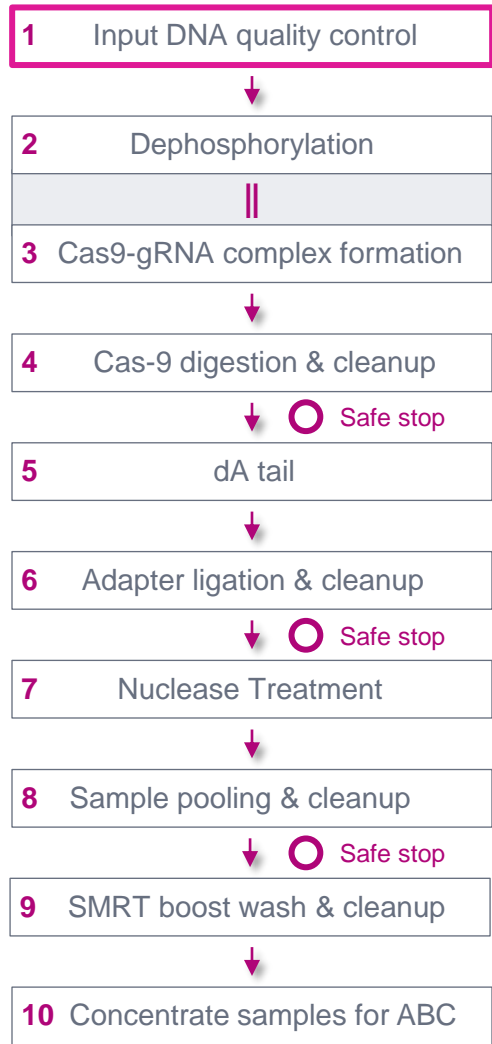 1 Input DNA quality control
2 Dephosphorylation
3 Cas9-gRNA complex formation
4 Cas-9 digestion & cleanup
Safe stop
5 dA tail
6 Adapter ligation & cleanup
Safe stop
7 Nuclease Treatment
8 Sample pooling & cleanup
Safe stop
9 SMRT boost wash & cleanup
10 Concentrate samples for ABC